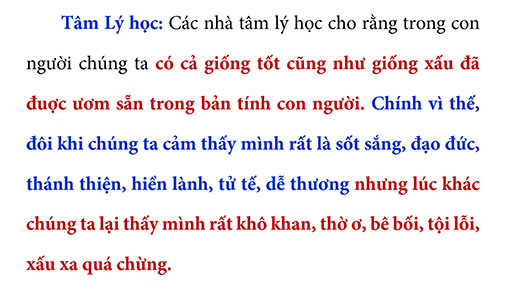 Tâm Lý học: Các nhà tâm lý học cho rằng trong con
người chúng ta có cả giống tốt cũng như giống xấu đã
đuợc ươm sẵn trong bản tính con người. Chính vì thế,
đôi khi chúng ta cảm thấy mình rất là sốt sắng, đạo đức,
thánh thiện, hiền lành, tử tế, dễ thương nhưng lúc khác
chúng ta lại thấy mình rất khô khan, thờ ơ, bê bối, tội lỗi,
xấu xa quá chừng.